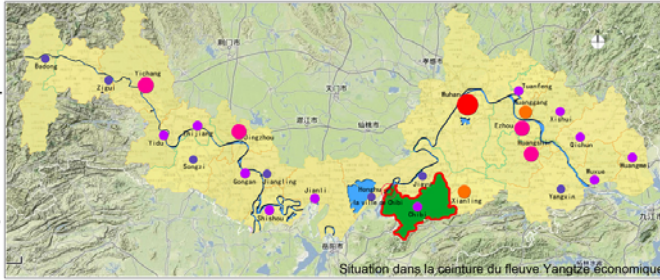 荆门市
孝感市
天门市
潜江市
仙桃市
岳阳市
九江市
Badong
Zigui
Yichang
Yidu
Zhijiang
Jingzhou
Songzi
Gongan
Jiangling
Shishou
Jianli
Honghu
la ville de Chibi
Chibi
Wuhan
Xianling
Tuanfeng
Huanggang
Ezhou
Huangshi
Xishui
Qishun
Wuxue
Huangmei
Yangxin
Situation dans la ceinture du fleuve Yangtze économique